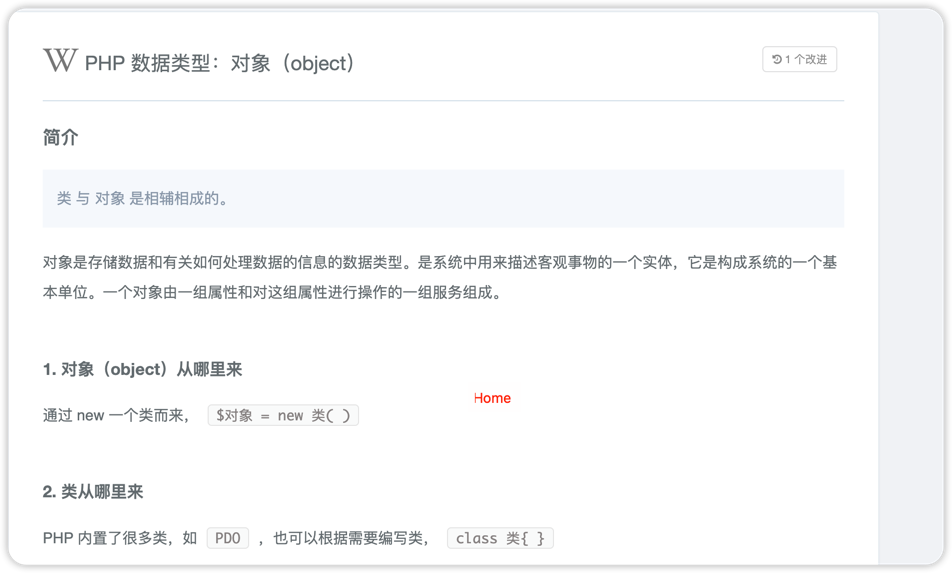 W PHP 数据类型：对象（object）
1 个改进
简介
类 与 对象 是相辅相成的。
对象是存储数据和有关如何处理数据的信息的数据类型。是系统中用来描述客观事物的一个实体，它是构成系统的一个基
本单位。一个对象由一组属性和对这组属性进行操作的一组服务组成。
1. 对象（object）从哪里来
Home
通过 new 一个类而来， $对象 = new 类( )
2. 类从哪里来
PHP 内置了很多类，如 PDO ，也可以根据需要编写类， class 类{ }